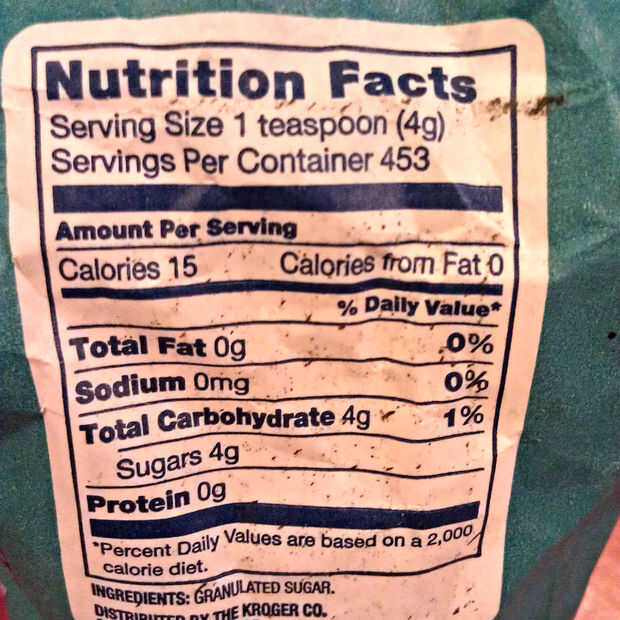 Nutrition Facts
Serving Size 1 teaspoon (4g)
Servings Per Container 453
Amount Per Serving
Calories 15 Calories from Fat 0
% Daily Value*
Total Fat 0g 0%
Sodium 0mg 0%
Total Carbohydrate 4g 1%
Sugars 4g
Protein 0g
*Percent Daily Values are based on a 2,000
calorie diet.
INGREDIENTS: GRANULATED SUGAR.
DISTRIBUTED BY THE KROGER CO.